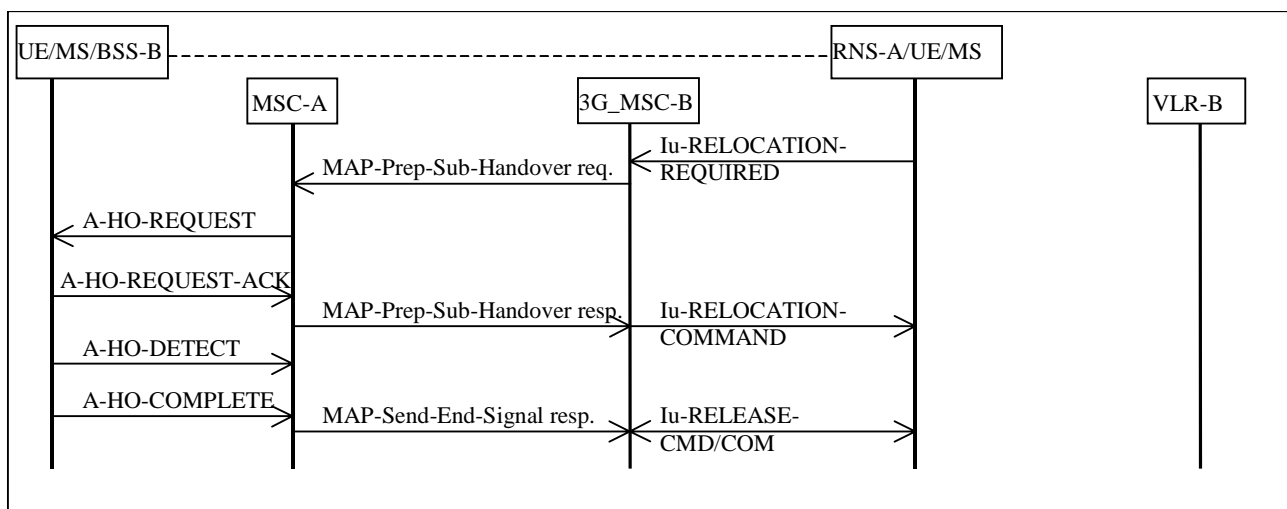 UE/MS/BSS-B
RNS-A/UE/MS
MSC-A
3G_MSC-B
VLR-B
Iu-RELOCATION-
REQUIRED
MAP-Prep-Sub-Handover req.
A-HO-REQUEST
A-HO-REQUEST-ACK
MAP-Prep-Sub-Handover resp.
Iu-RELOCATION-
COMMAND
A-HO-DETECT
A-HO-COMPLETE
MAP-Send-End-Signal resp.
Iu-RELEASE-
CMD/COM